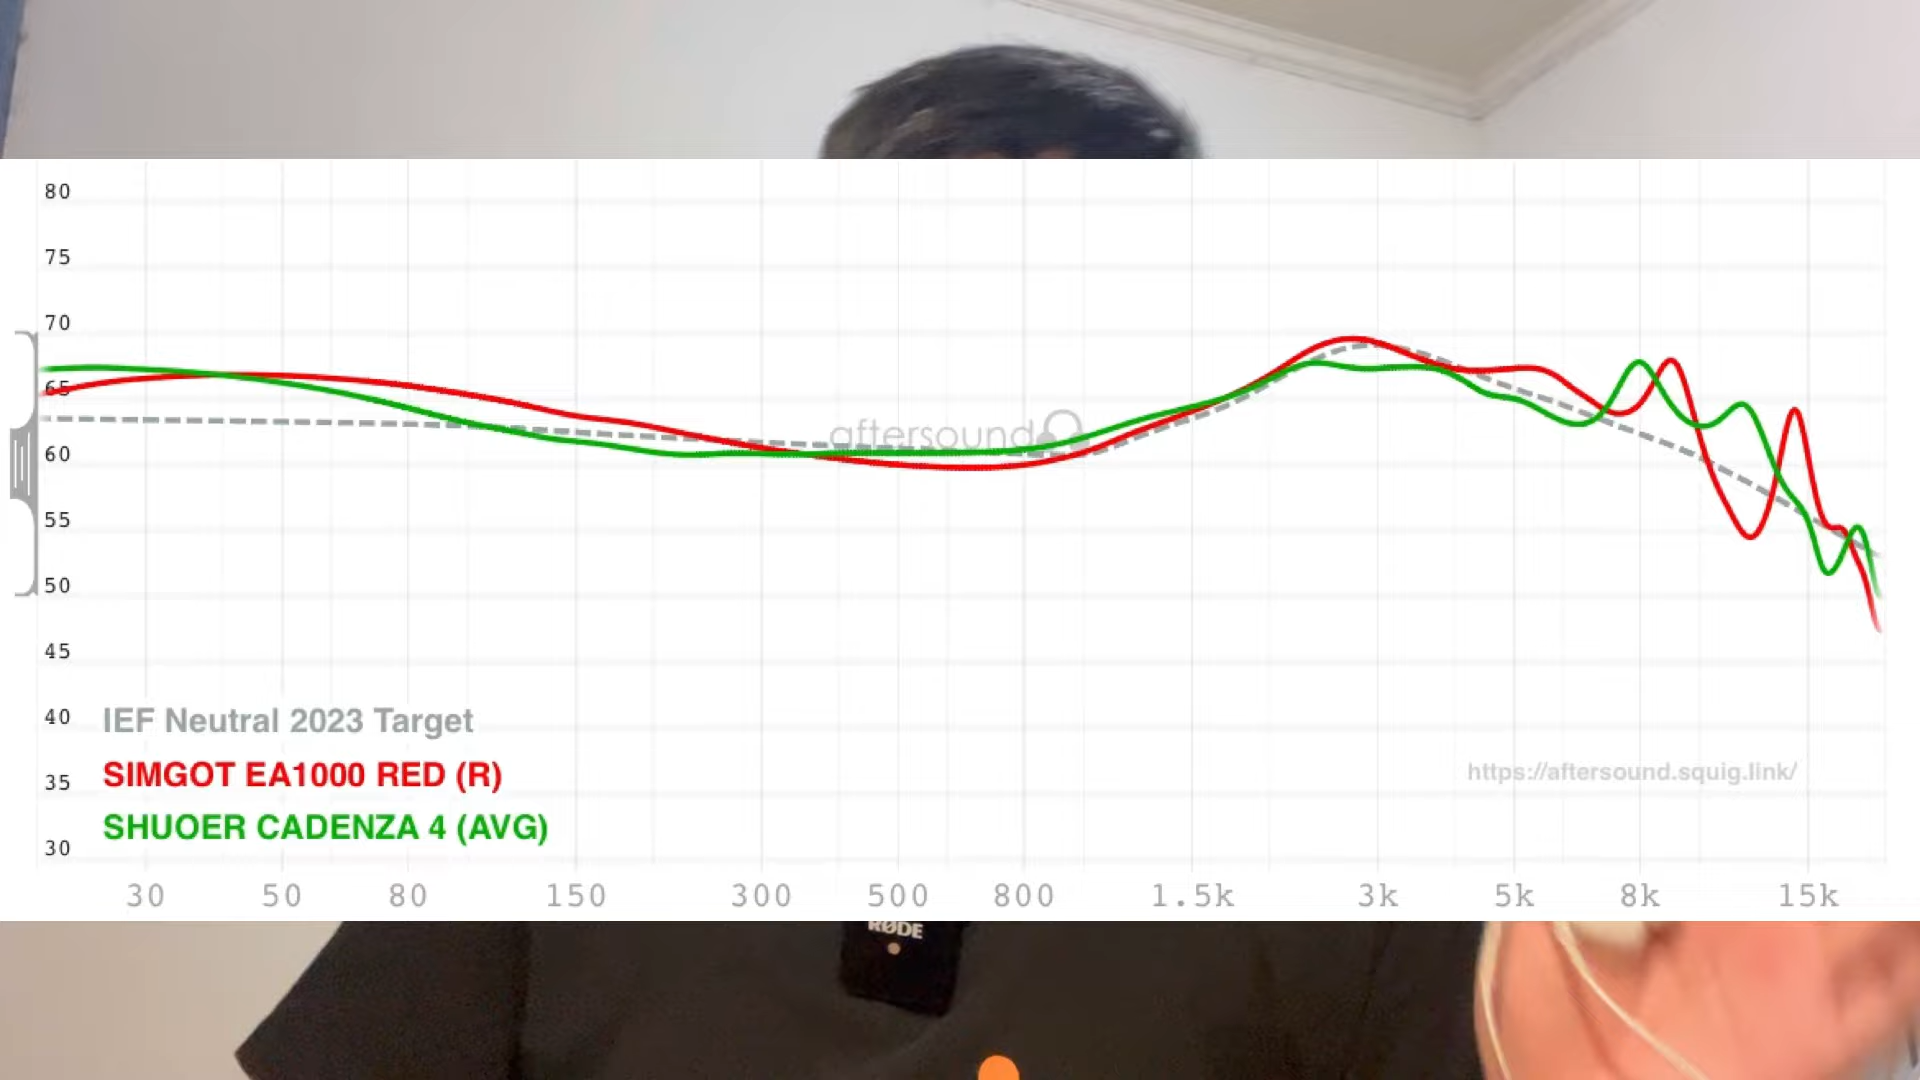 80
75
70
65
60
55
50
45
40
35
30
aftersound
IEF Neutral 2023 Target
SIMGOT EA1000 RED (R)
SHUOER CADENZA 4 (AVG)
https://aftersound.squig.link/
30 50 80 150 300 500 800 1.5k 3k 5k 8k 15k
RØDE